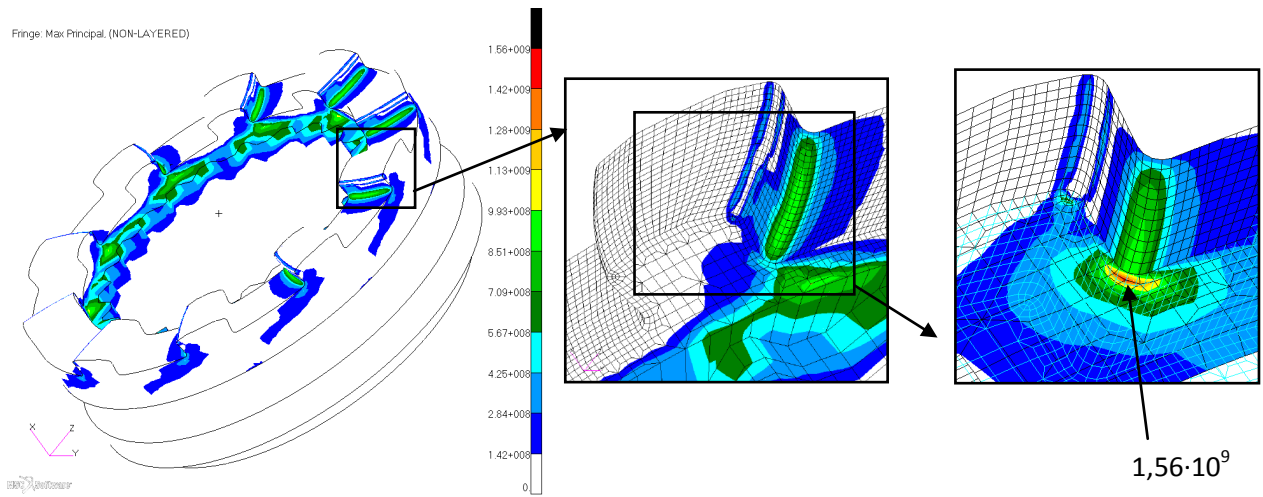 Fringe: Max Principal, (NON-LAYERED)
1.56+009
1.42+009
1.28+009
1.13+009
9.93+008
8.51+008
7.09+008
5.67+008
4.25+008
2.84+008
1.42+008
0.
X
Z
Y
MSC Software
1,56·10⁹